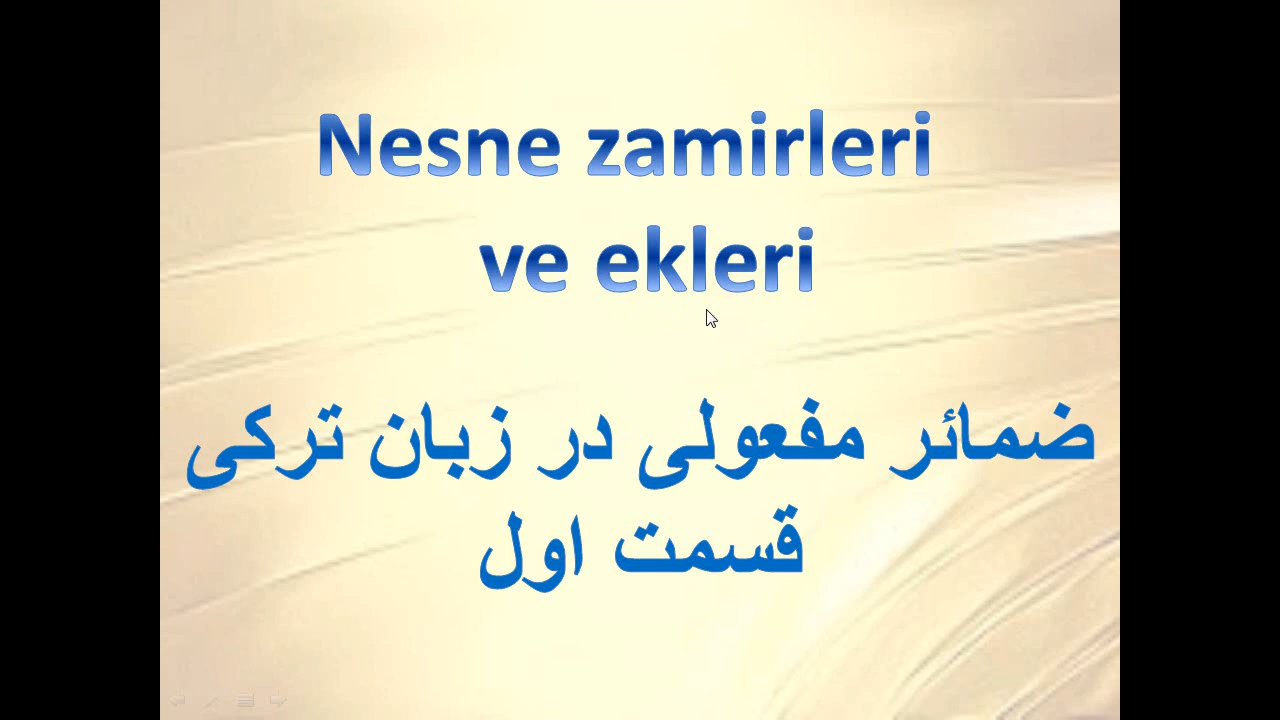 Nesne zamirleri
ve ekleri
ضمائر مفعولی در زبان ترکی
قسمت اول